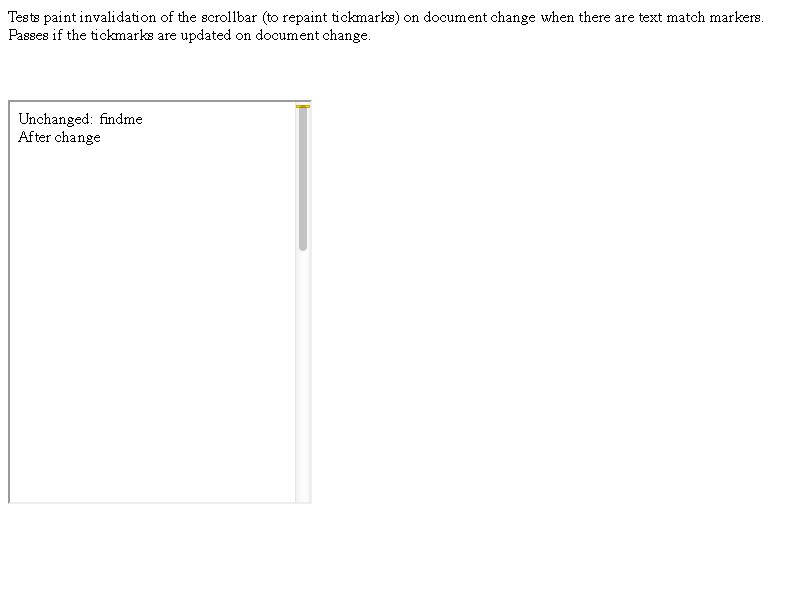 Tests paint invalidation of the scrollbar (to repaint tickmarks) on document change when there are text match markers.
Passes if the tickmarks are updated on document change.
Unchanged: findme
After change